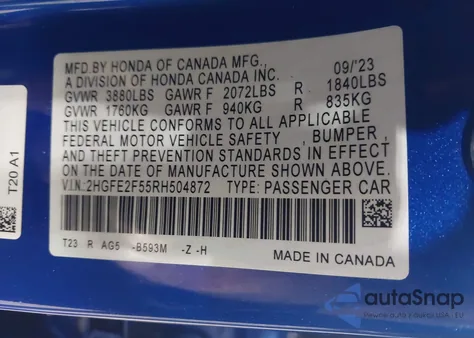 MFD.BY HONDA OF CANADA MFG., 09/'23
A DIVISION OF HONDA CANADA INC.
GVWR 3880LBS GAWR F 2072LBS R 1840LBS
GVWR 1760KG GAWR F 940KG R 835KG
THIS VEHICLE CONFORMS TO ALL APPLICABLE
FEDERAL MOTOR VEHICLE SAFETY , BUMPER ,
AND THEFT PREVENTION STANDARDS IN EFFECT
ON THE DATE OF MANUFACTURE SHOWN ABOVE.
VIN: 2HGFE2F55RH504872 TYPE: PASSENGER CAR
T23 R AG5 -B593M -Z -H
MADE IN CANADA
T20 A1
autoSnap